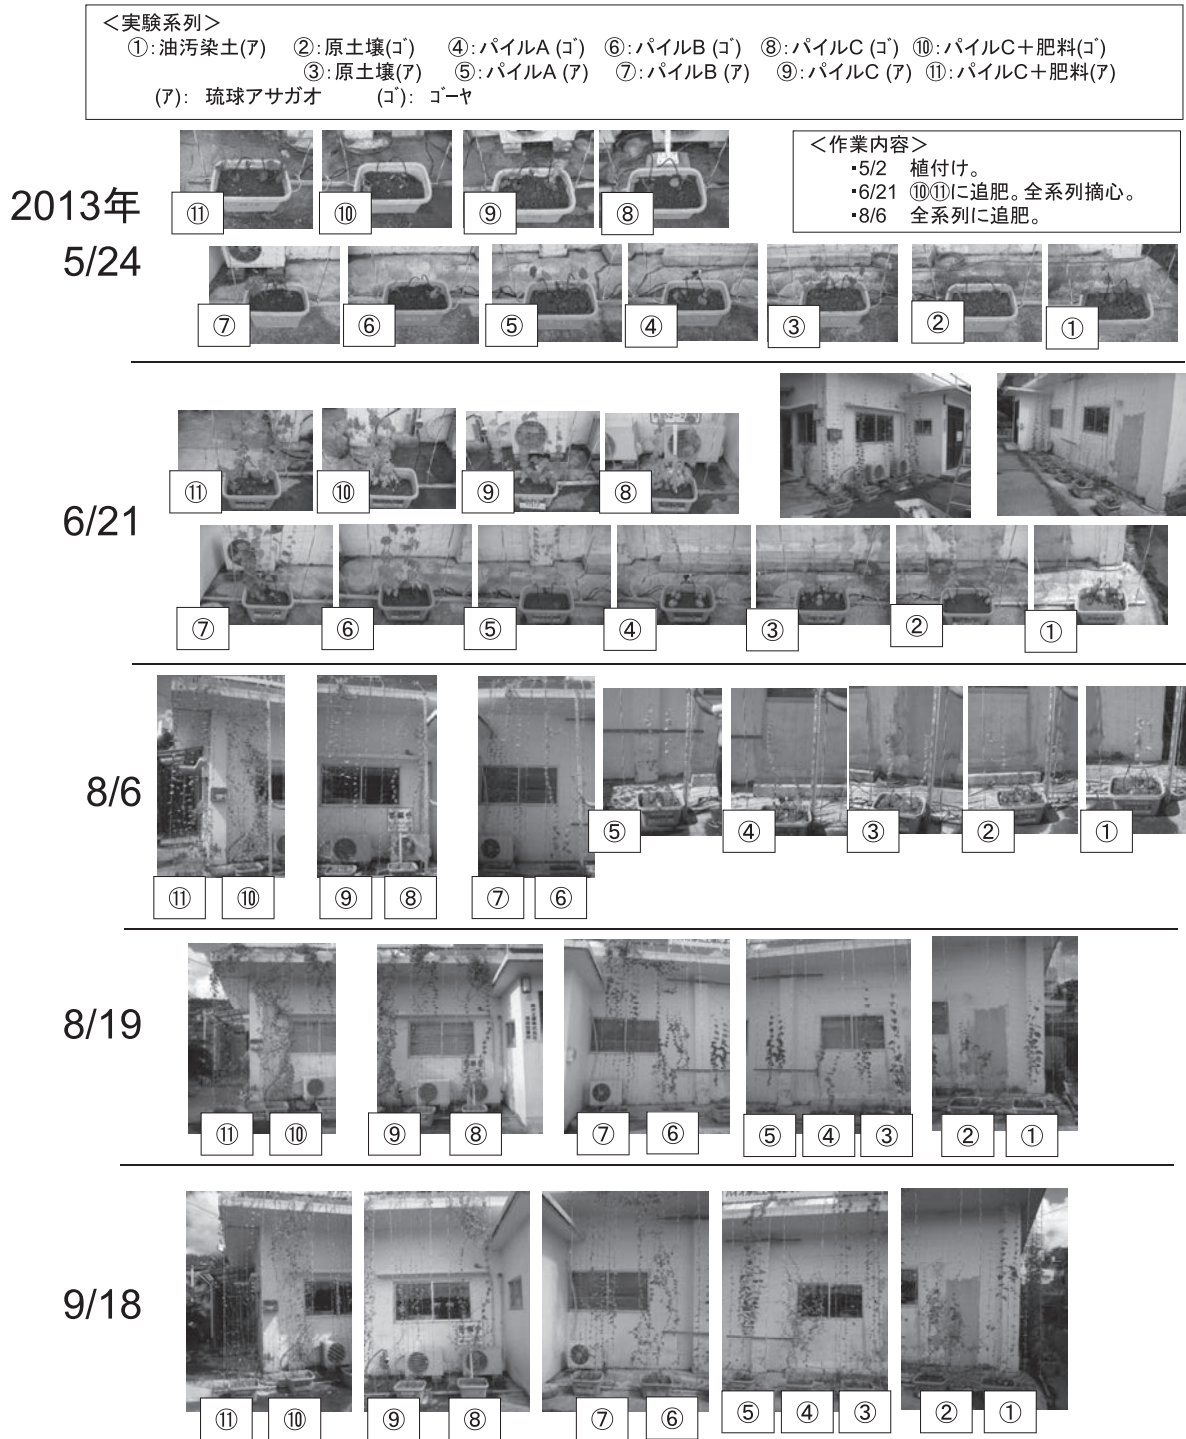 ＜実験系列＞
①：油汚染土(ア) ②：原土壌(ｺﾞ) ④：パイルA (ｺﾞ) ⑥：パイルB (ｺﾞ) ⑧：パイルC (ｺﾞ) ⑩：パイルC＋肥料(ｺﾞ)
③：原土壌(ア) ⑤：パイルA (ア) ⑦：パイルB (ア) ⑨：パイルC (ア) ⑪：パイルC＋肥料(ア)
(ア)： 琉球アサガオ (ｺﾞ)： ｺﾞｰﾔ
＜作業内容＞
・5/2 植付け。
・6/21 ⑩⑪に追肥。全系列摘心。
・8/6 全系列に追肥。
2013年
5/24
⑪ ⑩ ⑨ ⑧
⑦ ⑥ ⑤ ④ ③ ② ①
6/21
⑪ ⑩ ⑨ ⑧
⑦ ⑥ ⑤ ④ ③ ② ①
8/6
⑤ ④ ③ ② ①
⑪ ⑩ ⑨ ⑧ ⑦ ⑥
8/19
⑪ ⑩ ⑨ ⑧ ⑦ ⑥ ⑤ ④ ③ ② ①
9/18
⑪ ⑩ ⑨ ⑧ ⑦ ⑥ ⑤ ④ ③ ② ①